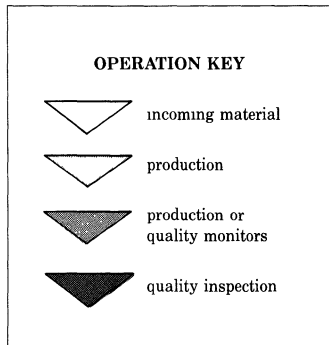 OPERATION KEY
incoming material
production
production or
quality monitors
quality inspection